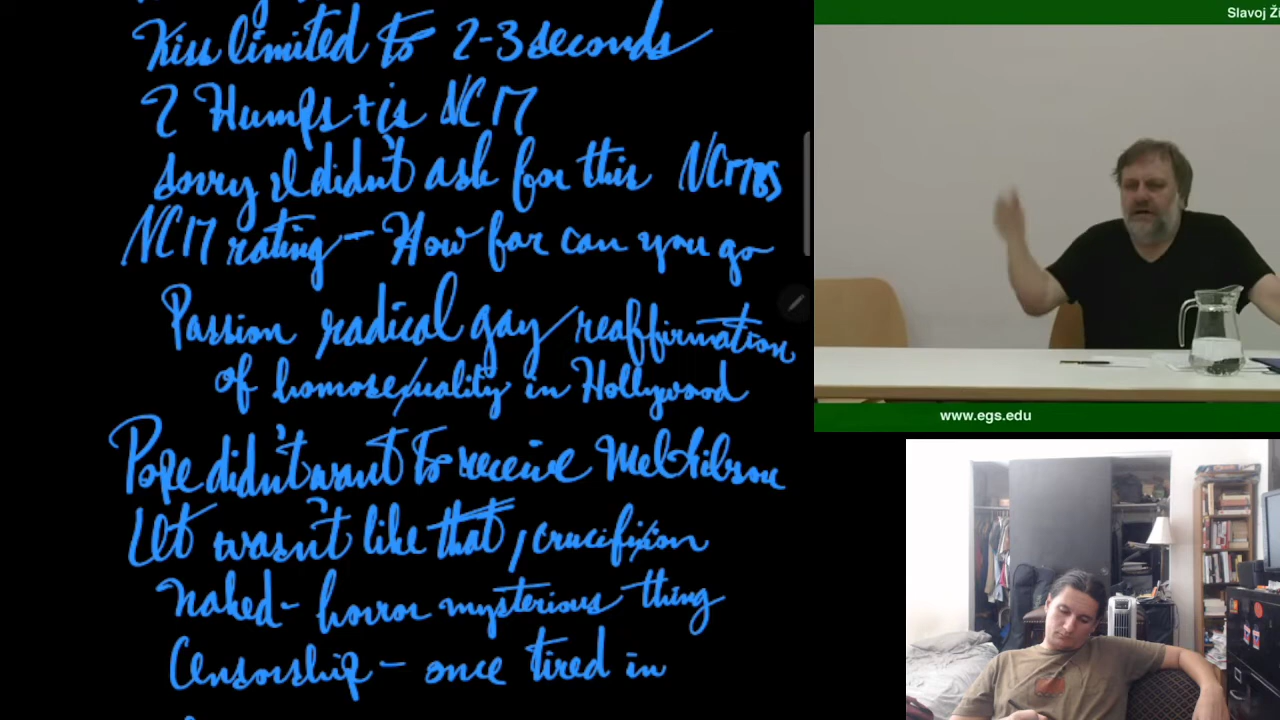 Kiss limited to 2-3 seconds
2 Humps + is NC17
sorry I didn't ask for this
NC17 rating - How far can you go
Passion radical gay reaffirmation
of homosexuality in Hollywood
Pope didn't want to receive Mel Gibson
It wasn't like that, crucifixion
Naked - horror mysterious thing
Censorship - once tired in
Slavoj Ži
www.egs.edu